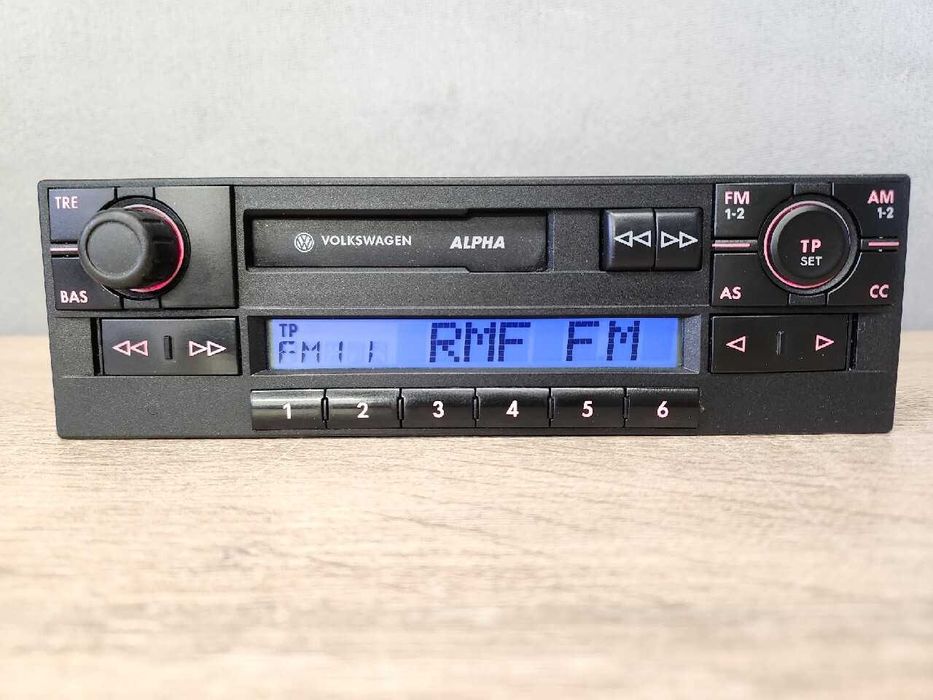 TRE
BAS
VOLKSWAGEN ALPHA
FM
1-2
AM
1-2
TP
SET
AS
CC
TP
FM1 1 RMF FM
1 2 3 4 5 6